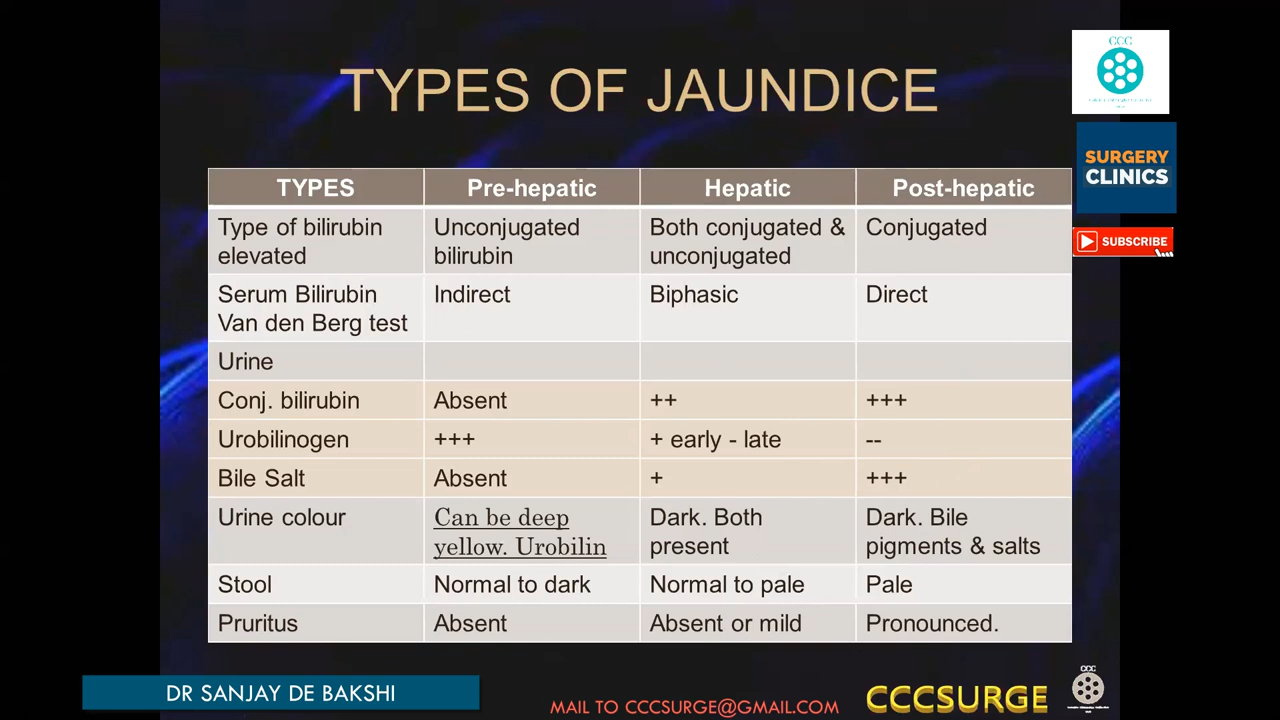 TYPES OF JAUNDICE
CCC
SURGERY
CLINICS
SUBSCRIBE
TYPES Pre-hepatic Hepatic Post-hepatic
Type of bilirubin elevated Unconjugated bilirubin Both conjugated & unconjugated Conjugated
Serum Bilirubin Van den Berg test Indirect Biphasic Direct
Urine
Conj. bilirubin Absent ++ +++
Urobilinogen +++ + early - late --
Bile Salt Absent + +++
Urine colour Can be deep yellow. Urobilin Dark. Both present Dark. Bile pigments & salts
Stool Normal to dark Normal to pale Pale
Pruritus Absent Absent or mild Pronounced.
DR SANJAY DE BAKSHI
MAIL TO CCCSURGE@GMAIL.COM
CCCSURGE
CCC